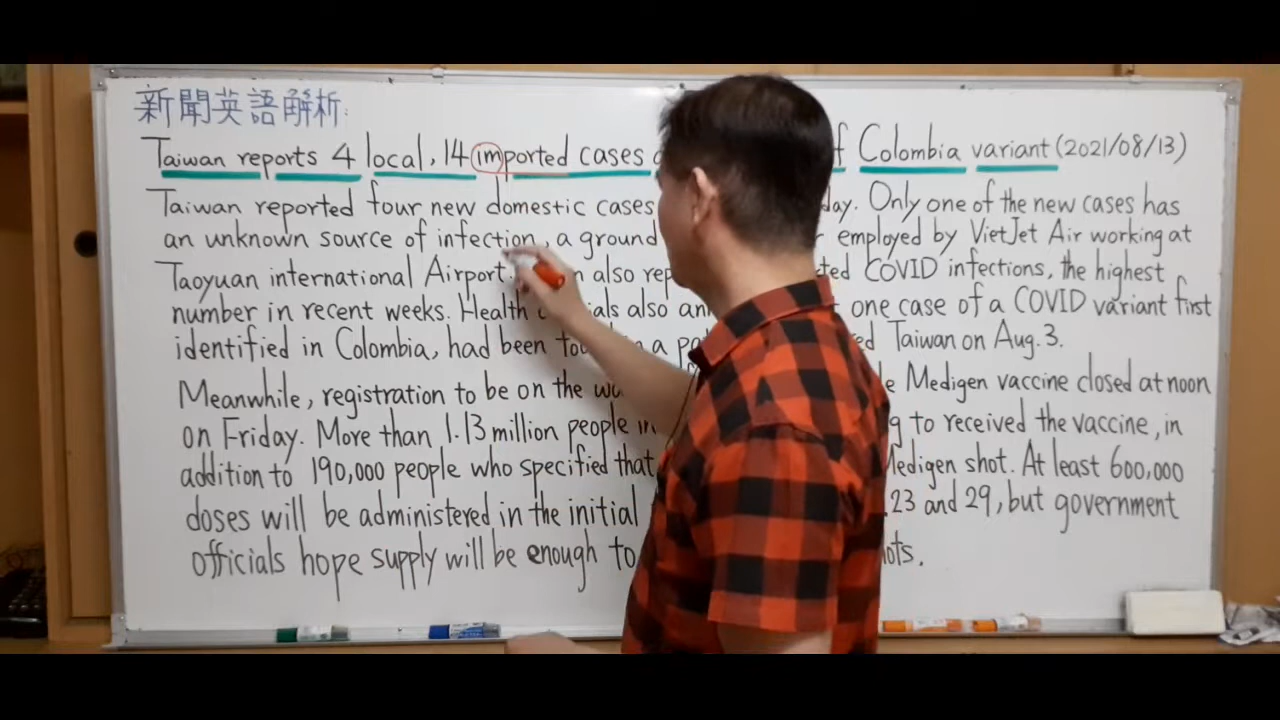 新聞英語解析:
Taiwan reports 4 local, 14 imported cases of Colombia variant (2021/08/13)
Taiwan reported four new domestic cases day. Only one of the new cases has
an unknown source of infection, a ground employed by VietJet Air working at
Taoyuan international Airport. also COVID infections, the highest
number in recent weeks. Health also one case of a COVID variant first
identified in Colombia, had been a Taiwan on Aug. 3.
Meanwhile, registration to be on the Medigen vaccine closed at noon
on Friday. More than 1.13 million people in to received the vaccine, in
addition to 190,000 people who specified that Medigen shot. At least 600,000
doses will be administered in the initial 23 and 29, but government
officials hope supply will be enough to